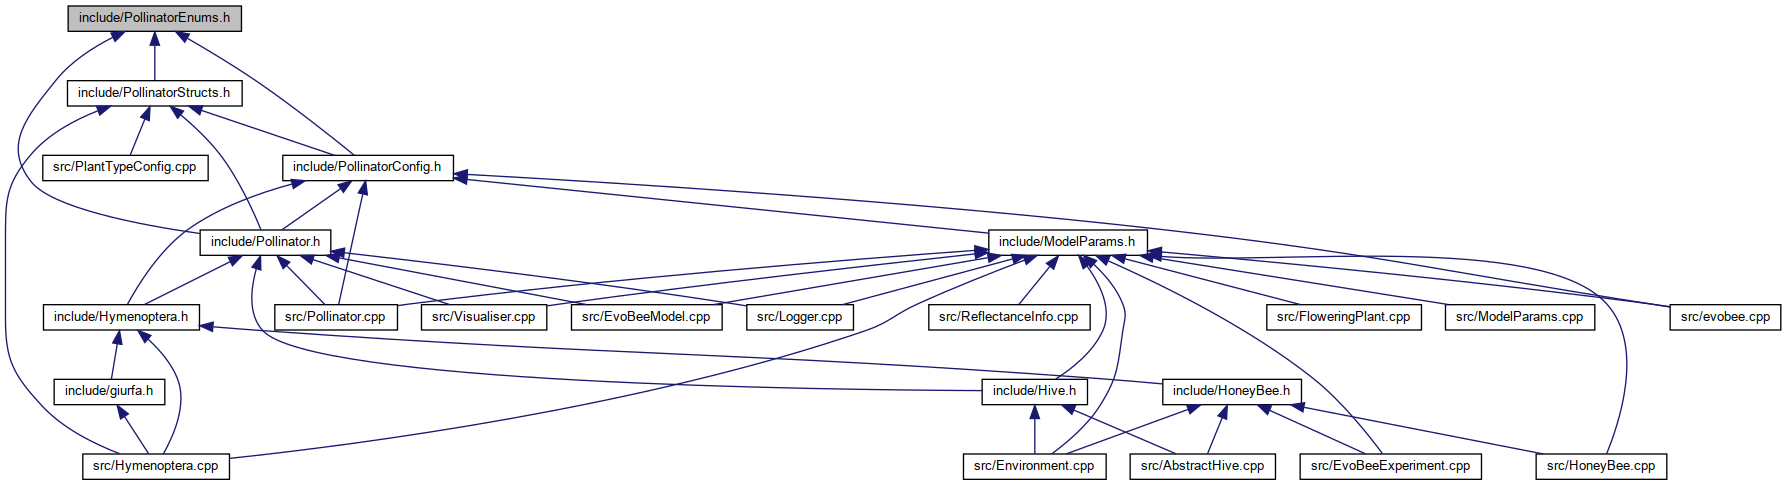 include/PollinatorEnums.h
include/PollinatorStructs.h
src/PlantTypeConfig.cpp
include/PollinatorConfig.h
include/Pollinator.h
include/ModelParams.h
include/Hymenoptera.h
src/Pollinator.cpp
src/Visualiser.cpp
src/EvoBeeModel.cpp
src/Logger.cpp
src/ReflectanceInfo.cpp
src/FloweringPlant.cpp
src/ModelParams.cpp
src/evobee.cpp
include/giurfa.h
include/Hive.h
include/HoneyBee.h
src/Hymenoptera.cpp
src/Environment.cpp
src/AbstractHive.cpp
src/EvoBeeExperiment.cpp
src/HoneyBee.cpp